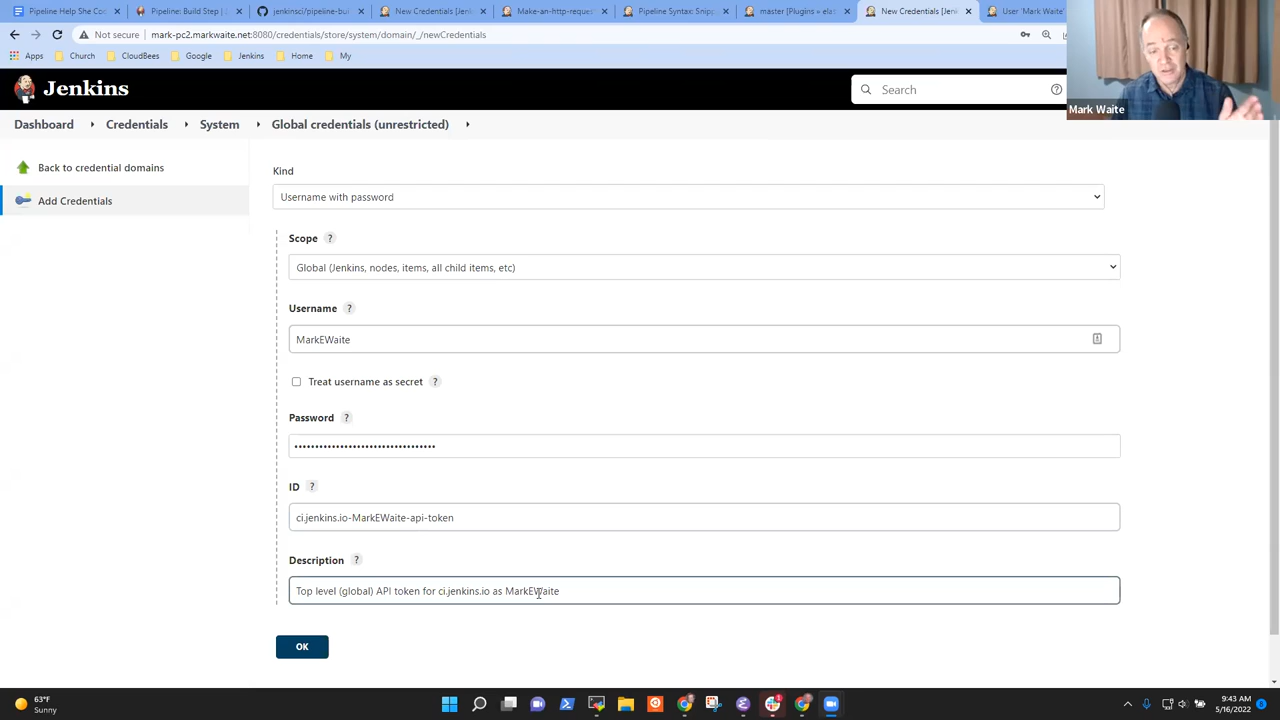 Pipeline Help She Co
Pipeline: Build Step |
jenkinsci/pipeline-bui
New Credentials [Jenk
Make-an-http-reques
Pipeline Syntax: Snipp
master [Plugins » elas
New Credentials [Jenk
User 'Mark Waite'
Not secure
mark-pc2.markwaite.net:8080/credentials/store/system/domain/_/newCredentials
Apps
Church
CloudBees
Google
Jenkins
Home
My
Jenkins
Search
Mark Waite
Dashboard
Credentials
System
Global credentials (unrestricted)
Back to credential domains
Add Credentials
Kind
Username with password
Scope ?
Global (Jenkins, nodes, items, all child items, etc)
Username ?
MarkEWaite
Treat username as secret ?
Password ?
ID ?
ci.jenkins.io-MarkEWaite-api-token
Description ?
Top level (global) API token for ci.jenkins.io as MarkEWaite
OK
63°F
Sunny
9:43 AM
5/16/2022